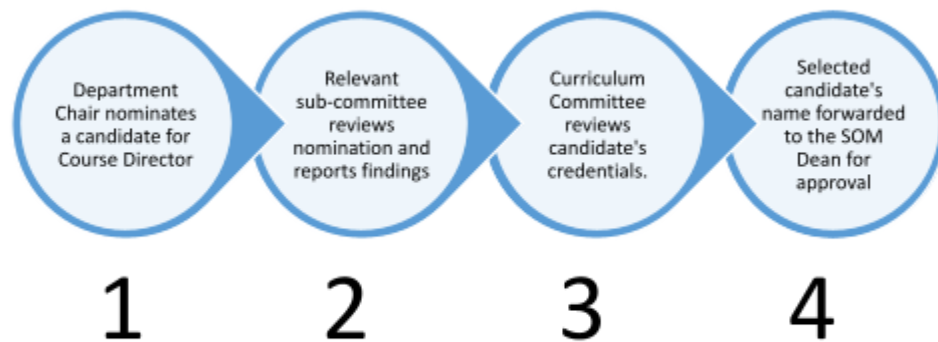 Department
Chair nominates
a candidate for
Course Director
Relevant
sub-committee
reviews
nomination and
reports findings
Curriculum
Committee
reviews
candidate's
credentials.
Selected
candidate's
name forwarded
to the SOM
Dean for
approval
1
2
3
4